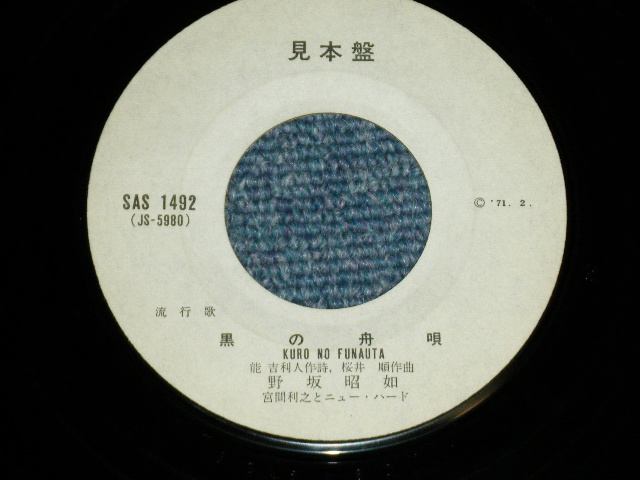 見本盤
SAS 1492
(JS-5980)
© '71. 2.
流行歌
黒の舟唄
KURO NO FUNAUTA
能 吉利人作詩, 桜井 順作曲
野坂昭如
宮間利之とニュー・ハード